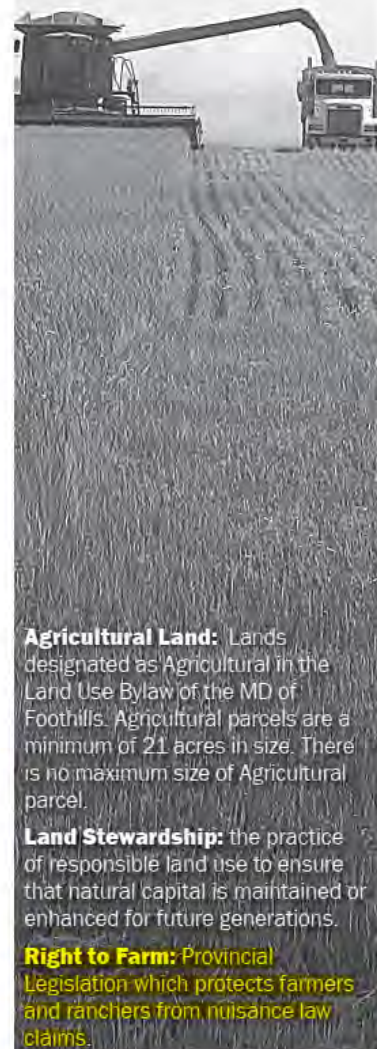 Agricultural Land: Lands
designated as Agricultural in the
Land Use Bylaw of the MD of
Foothills. Agricultural parcels are a
minimum of 21 acres in size. There
is no maximum size of Agricultural
parcel.
Land Stewardship: the practice
of responsible land use to ensure
that natural capital is maintained or
enhanced for future generations.
Right to Farm: Provincial
Legislation which protects farmers
and ranchers from nuisance law
claims.